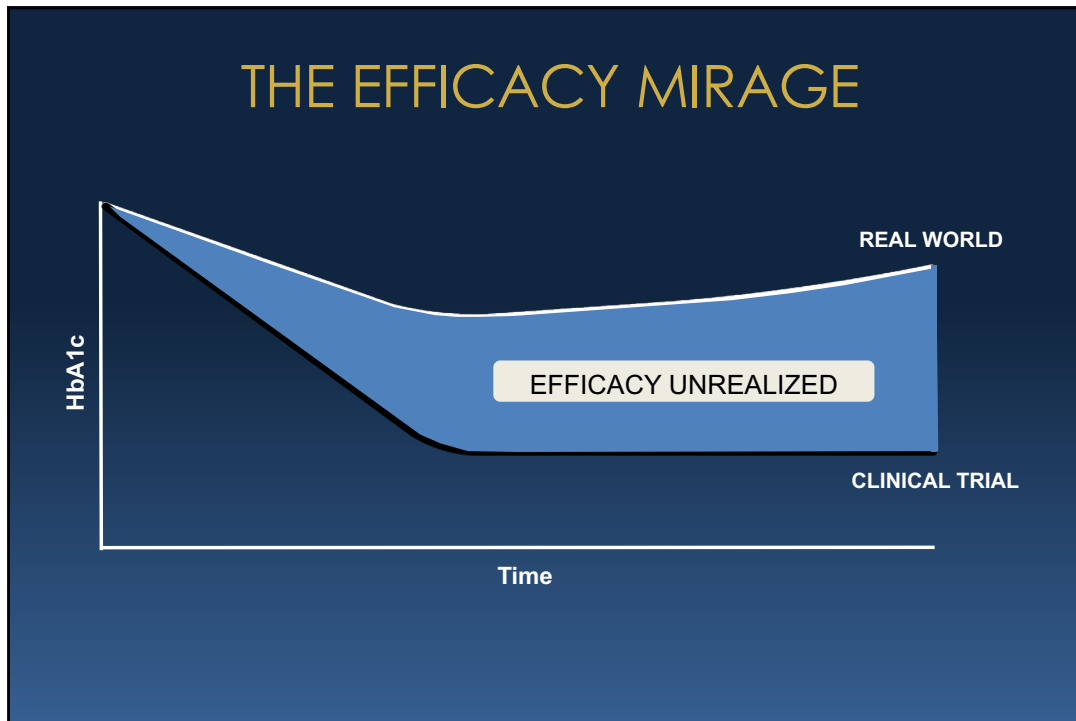 THE EFFICACY MIRAGE
REAL WORLD
HbA1c
EFFICACY UNREALIZED
CLINICAL TRIAL
Time